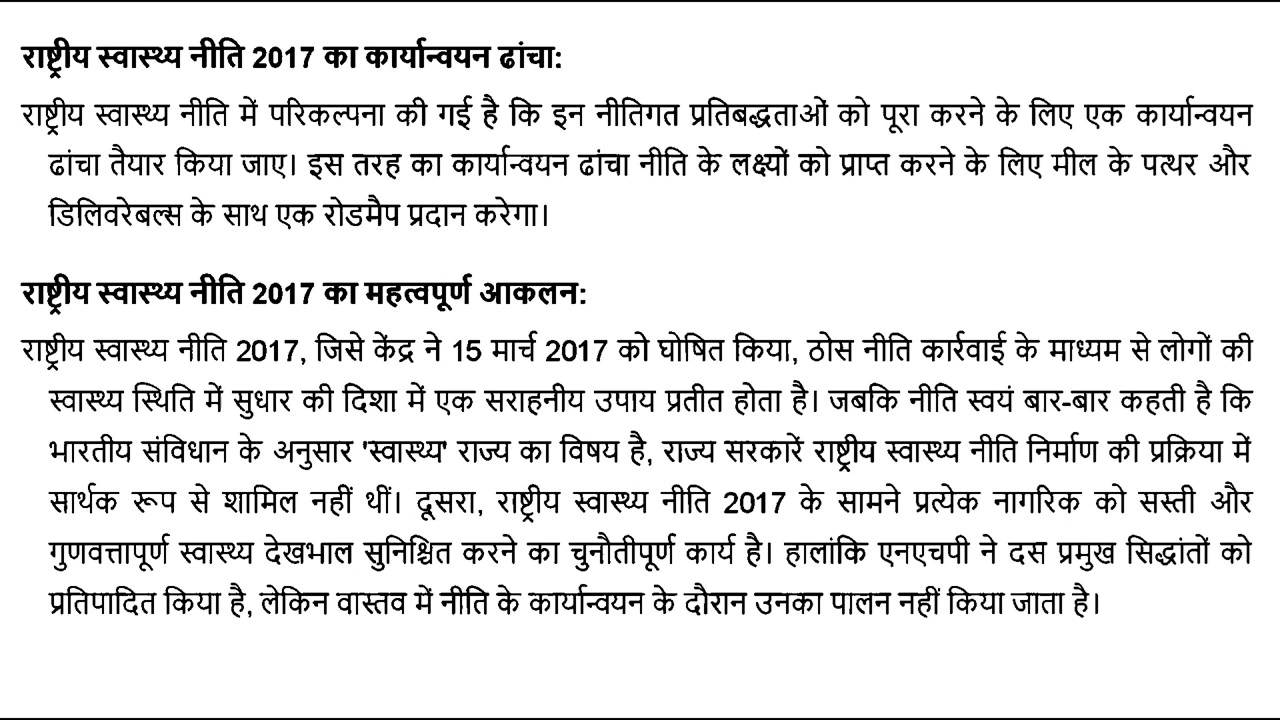 राष्ट्रीय स्वास्थ्य नीति 2017 का कार्यान्वयन ढांचा:
राष्ट्रीय स्वास्थ्य नीति में परिकल्पना की गई है कि इन नीतिगत प्रतिबद्धताओं को पूरा करने के लिए एक कार्यान्वयन
ढांचा तैयार किया जाए। इस तरह का कार्यान्वयन ढांचा नीति के लक्ष्यों को प्राप्त करने के लिए मील के पत्थर और
डिलिवरेबल्स के साथ एक रोडमैप प्रदान करेगा।
राष्ट्रीय स्वास्थ्य नीति 2017 का महत्वपूर्ण आकलन:
राष्ट्रीय स्वास्थ्य नीति 2017, जिसे केंद्र ने 15 मार्च 2017 को घोषित किया, ठोस नीति कार्रवाई के माध्यम से लोगों की
स्वास्थ्य स्थिति में सुधार की दिशा में एक सराहनीय उपाय प्रतीत होता है। जबकि नीति स्वयं बार-बार कहती है कि
भारतीय संविधान के अनुसार 'स्वास्थ्य' राज्य का विषय है, राज्य सरकारें राष्ट्रीय स्वास्थ्य नीति निर्माण की प्रक्रिया में
सार्थक रूप से शामिल नहीं थीं। दूसरा, राष्ट्रीय स्वास्थ्य नीति 2017 के सामने प्रत्येक नागरिक को सस्ती और
गुणवत्तापूर्ण स्वास्थ्य देखभाल सुनिश्चित करने का चुनौतीपूर्ण कार्य है। हालांकि एनएचपी ने दस प्रमुख सिद्धांतों को
प्रतिपादित किया है, लेकिन वास्तव में नीति के कार्यान्वयन के दौरान उनका पालन नहीं किया जाता है।